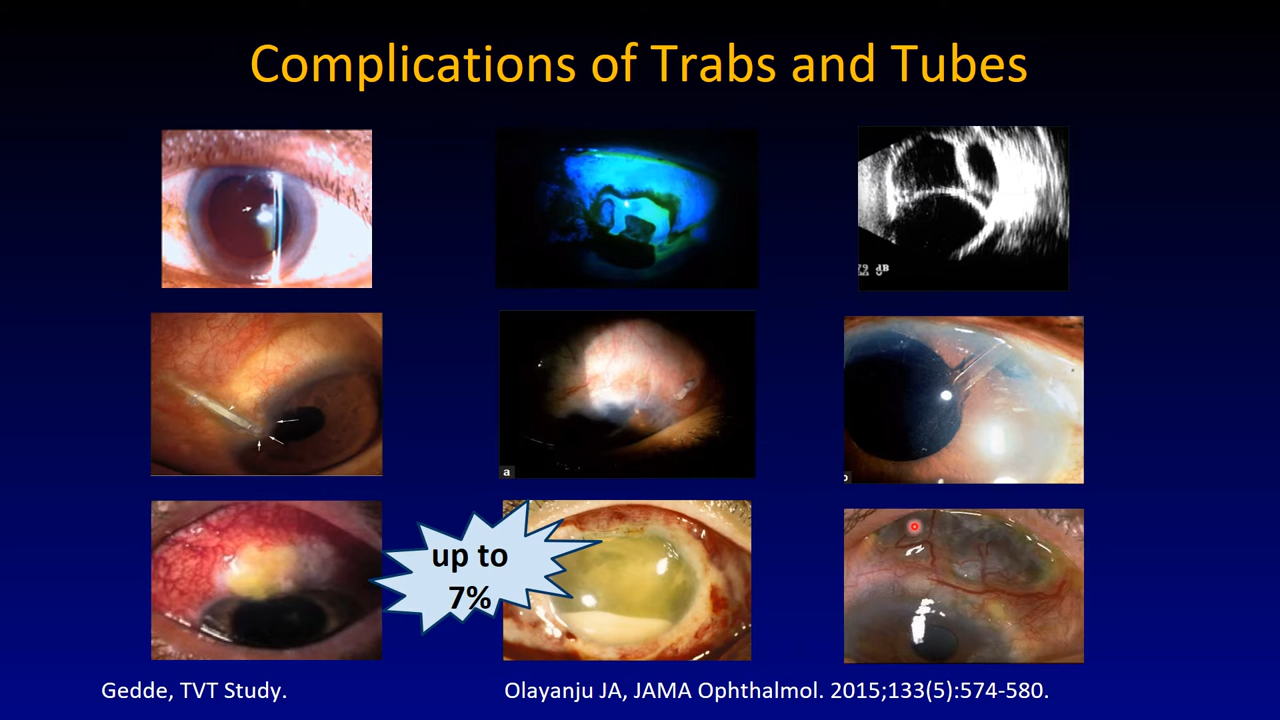 Complications of Trabs and Tubes
a
up to
7%
Gedde, TVT Study.
Olayanju JA, JAMA Ophthalmol. 2015;133(5):574-580.